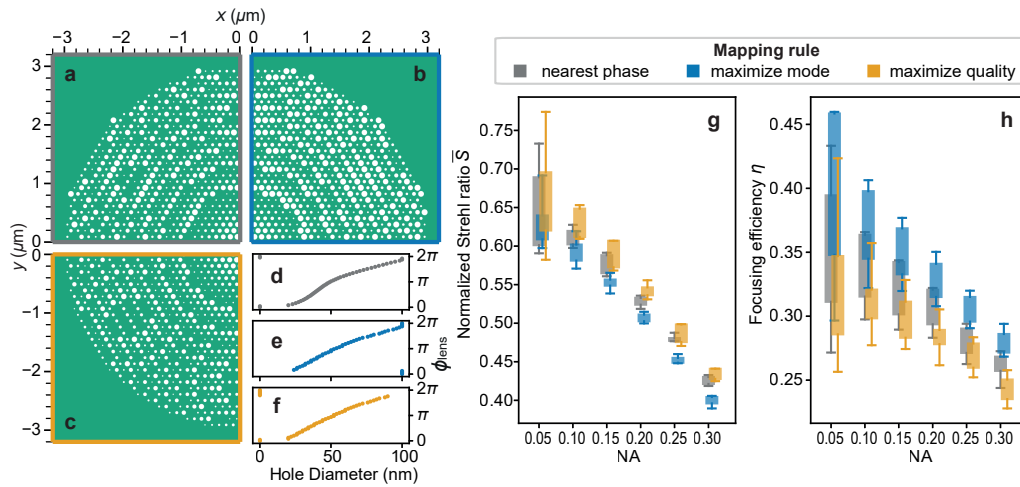 x (μm)
−3 −2 −1 0 0 1 2 3
3
2
1
0
y (μm)
0
−1
−2
−3
a
b
c
d
2π
π
0
e
2π
π
0
f
2π
π
0
ϕlens
0 50 100
Hole Diameter (nm)
Mapping rule
nearest phase maximize mode maximize quality
g
Normalized Strehl ratio S̅
0.75
0.70
0.65
0.60
0.55
0.50
0.45
0.40
0.05 0.10 0.15 0.20 0.25 0.30
NA
h
Focusing efficiency η
0.45
0.40
0.35
0.30
0.25
0.05 0.10 0.15 0.20 0.25 0.30
NA